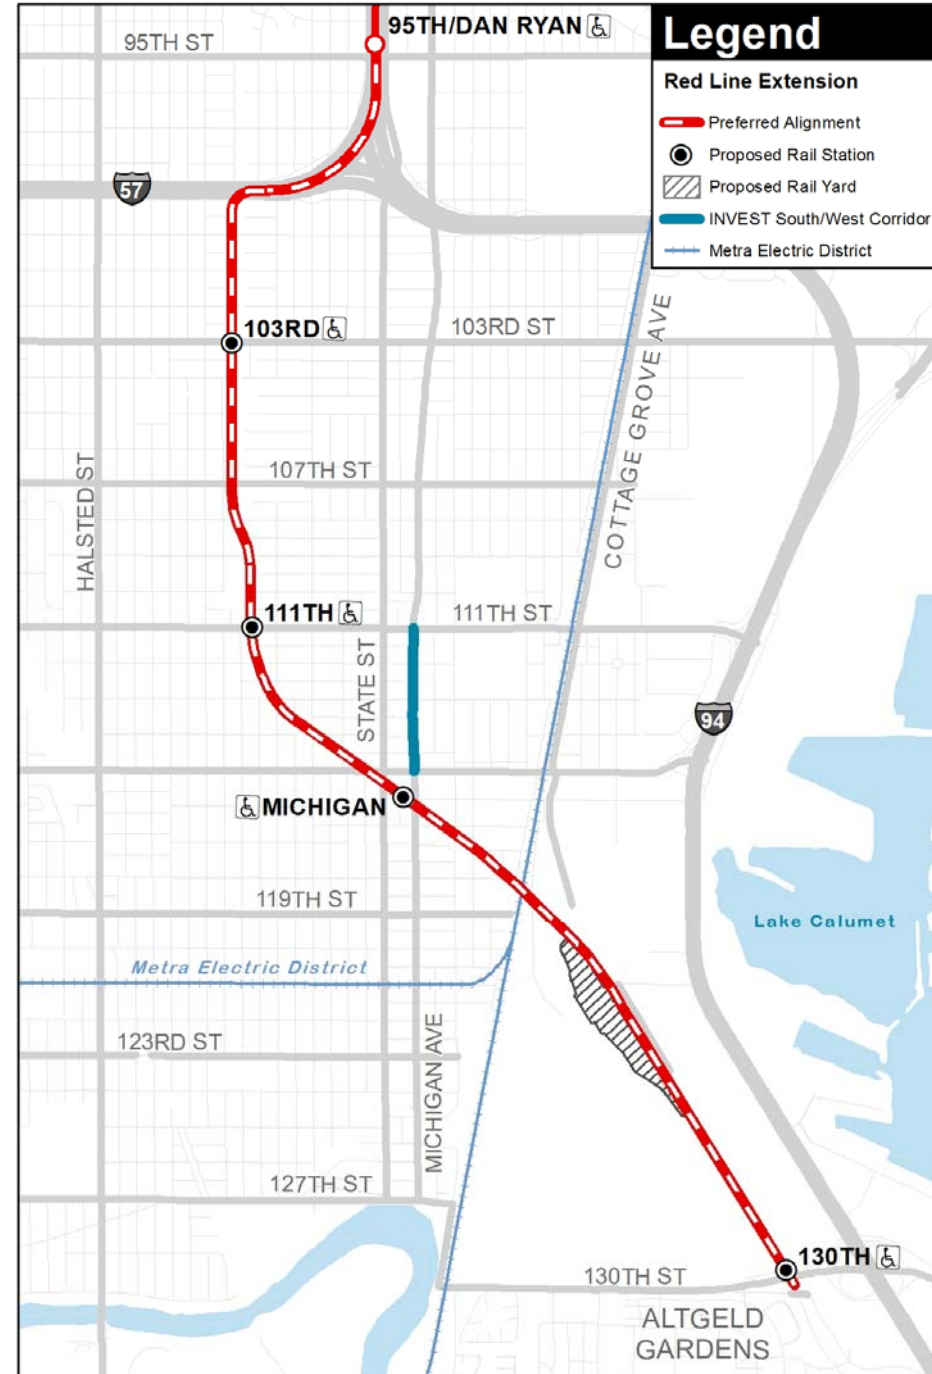 95TH/DAN RYAN
95TH ST
Legend
Red Line Extension
Preferred Alignment
Proposed Rail Station
Proposed Rail Yard
INVEST South/West Corridor
Metra Electric District
57
103RD
103RD ST
COTTAGE GROVE AVE
107TH ST
HALSTED ST
111TH
111TH ST
STATE ST
94
MICHIGAN
119TH ST
Lake Calumet
Metra Electric District
123RD ST
MICHIGAN AVE
127TH ST
130TH
130TH ST
ALTGELD
GARDENS